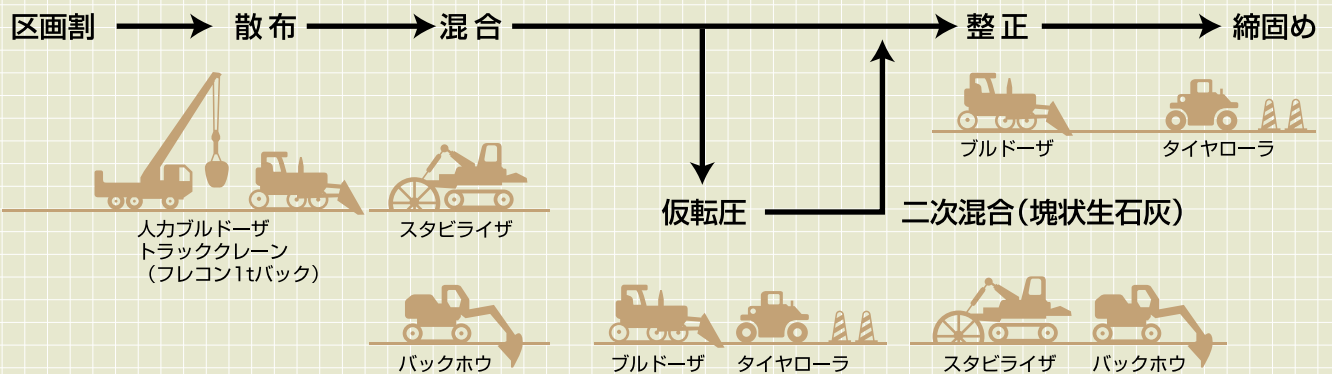 区画割
散布
混合
整正
締固め
人力ブルドーザ
トラッククレーン
（フレコン1tバック）
スタビライザ
バックホウ
仮転圧
ブルドーザ
タイヤローラ
二次混合（塊状生石灰）
スタビライザ
バックホウ
ブルドーザ
タイヤローラ